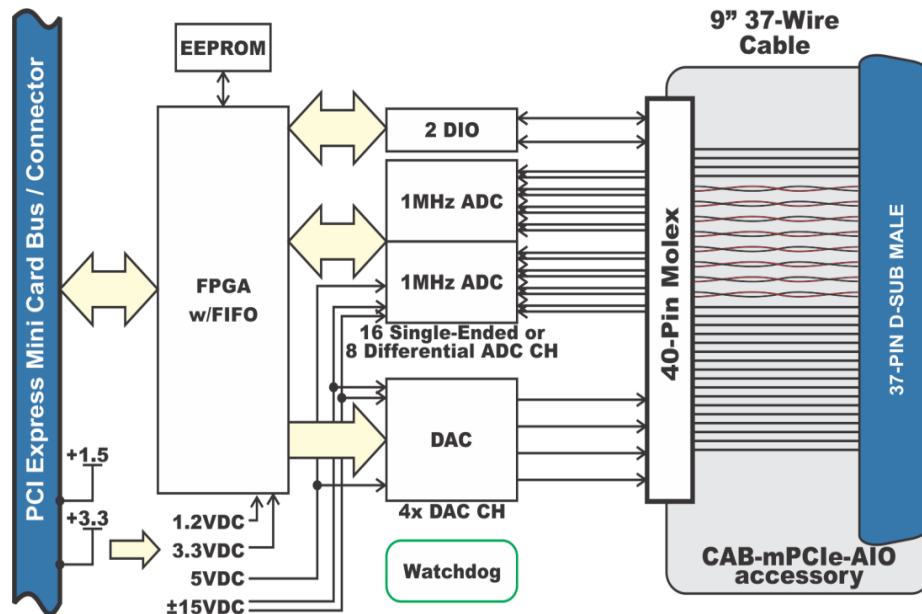 PCI Express Mini Card Bus / Connector
EEPROM
FPGA
w/FIFO
2 DIO
1MHz ADC
1MHz ADC
16 Single-Ended or
8 Differential ADC CH
DAC
4x DAC CH
Watchdog
+1.5
+3.3
1.2VDC
3.3VDC
5VDC
±15VDC
40-Pin Molex
9” 37-Wire
Cable
37-PIN D-SUB MALE
CAB-mPCIe-AIO
accessory